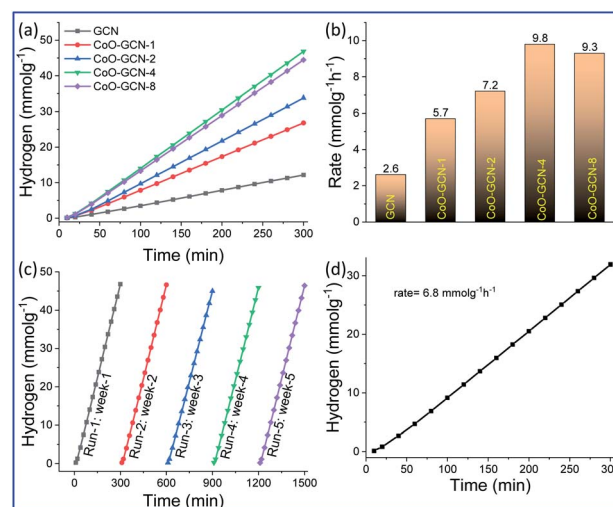 (a)
GCN
CoO-GCN-1
CoO-GCN-2
CoO-GCN-4
CoO-GCN-8
Hydrogen (mmolg⁻¹)
50
40
30
20
10
0
0 50 100 150 200 250 300
Time (min)
(b)
Rate (mmolg⁻¹h⁻¹)
10
8
6
4
2
0
2.6
5.7
7.2
9.8
9.3
GCN
CoO-GCN-1
CoO-GCN-2
CoO-GCN-4
CoO-GCN-8
(c)
Hydrogen (mmolg⁻¹)
50
40
30
20
10
0
Run-1: week-1
Run-2: week-2
Run-3: week-3
Run-4: week-4
Run-5: week-5
0 300 600 900 1200 1500
Time (min)
(d)
rate= 6.8 mmolg⁻¹h⁻¹
Hydrogen (mmolg⁻¹)
30
20
10
0
0 50 100 150 200 250 300
Time (min)